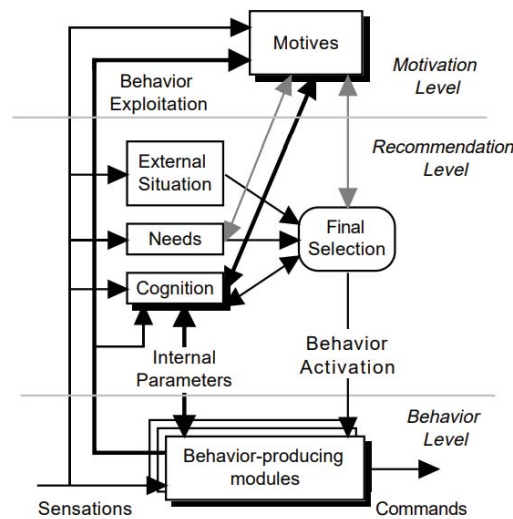 Motives
Motivation
Level
Behavior
Exploitation
Recommendation
Level
External
Situation
Needs
Final
Selection
Cognition
Internal
Parameters
Behavior
Activation
Behavior
Level
Behavior-producing
modules
Sensations
Commands